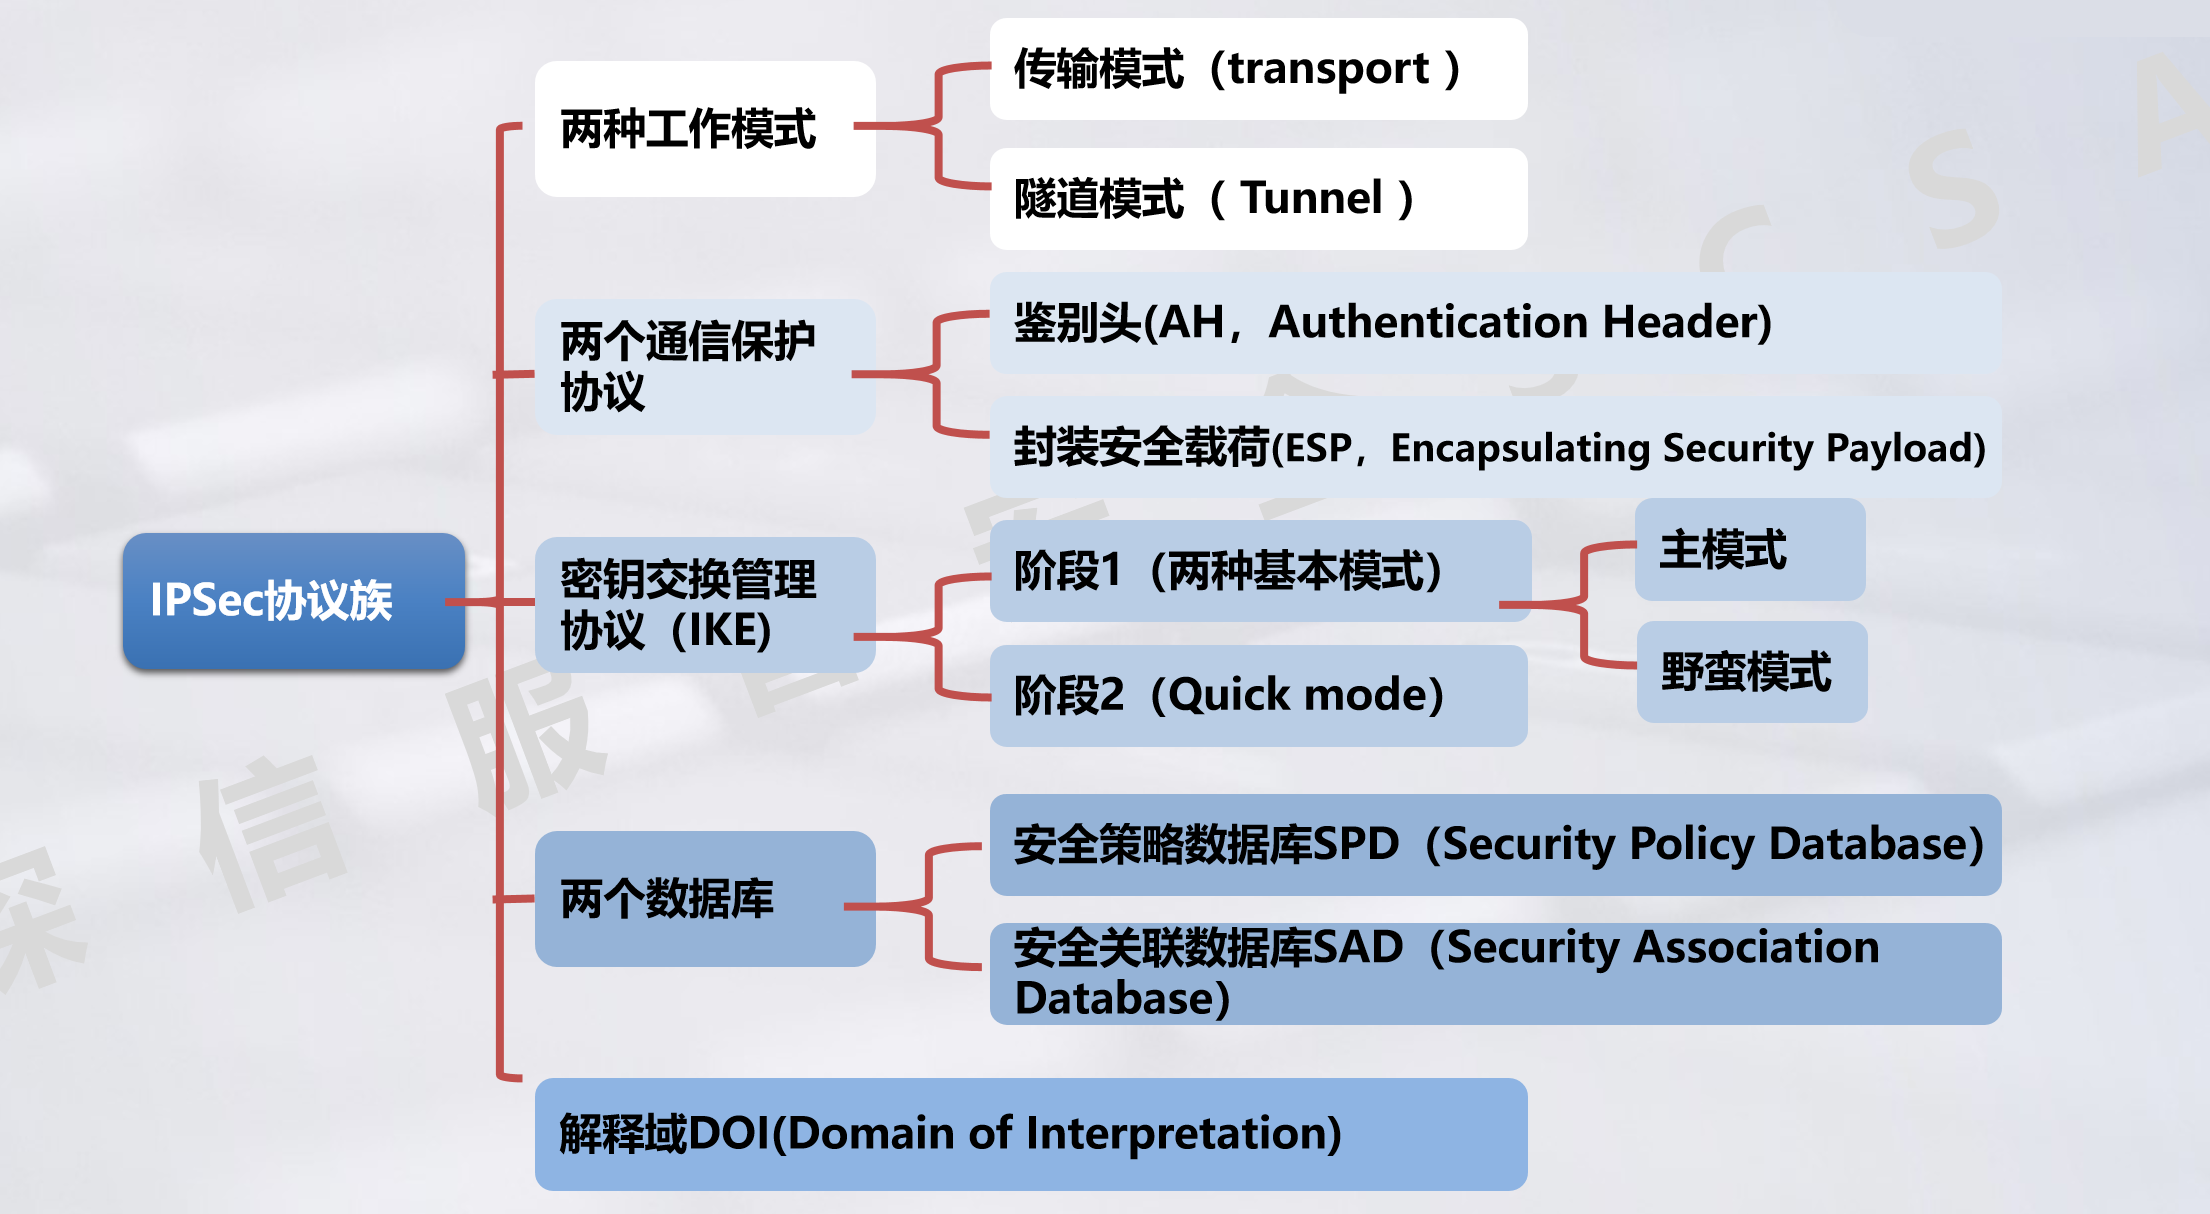 IPSec协议族
两种工作模式
传输模式（transport ）
隧道模式（ Tunnel ）
两个通信保护
协议
鉴别头(AH，Authentication Header)
封装安全载荷(ESP，Encapsulating Security Payload)
密钥交换管理
协议（IKE)
阶段1（两种基本模式）
主模式
野蛮模式
阶段2（Quick mode）
两个数据库
安全策略数据库SPD（Security Policy Database）
安全关联数据库SAD（Security Association
Database）
解释域DOI(Domain of Interpretation)
深信服